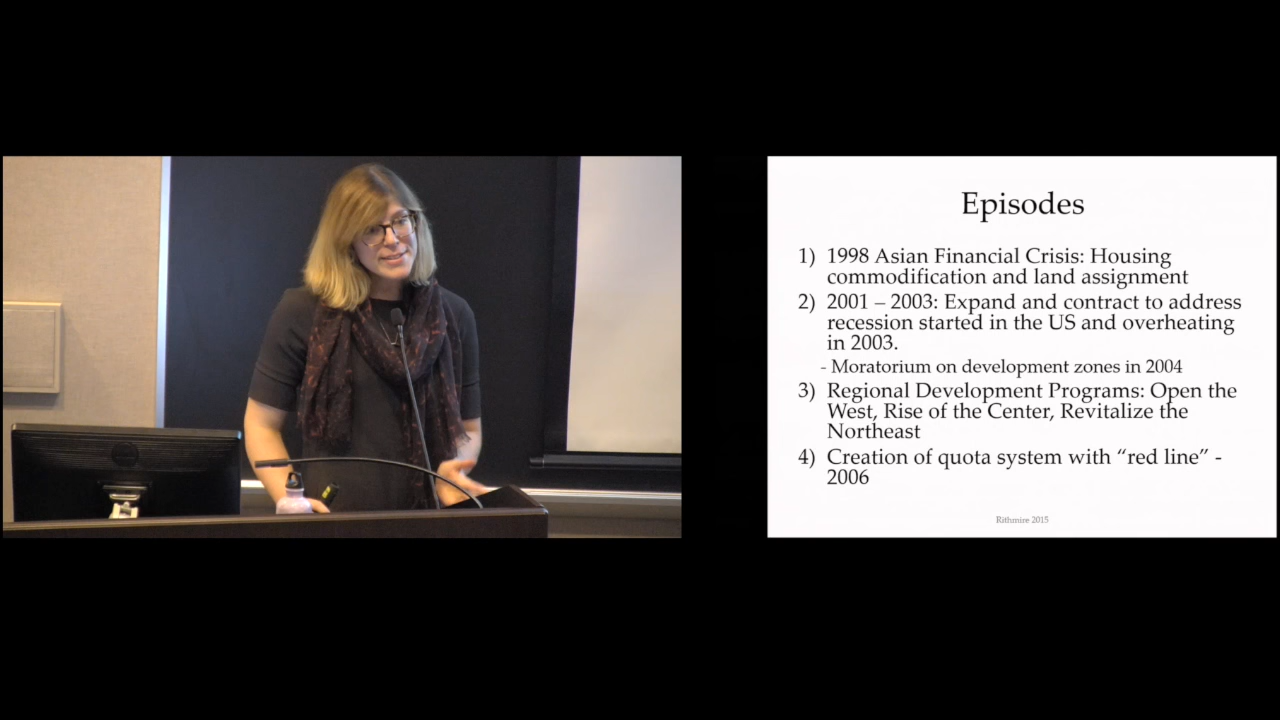 Episodes
1) 1998 Asian Financial Crisis: Housing
commodification and land assignment
2) 2001 – 2003: Expand and contract to address
recession started in the US and overheating
in 2003.
- Moratorium on development zones in 2004
3) Regional Development Programs: Open the
West, Rise of the Center, Revitalize the
Northeast
4) Creation of quota system with “red line” -
2006
Rithmire 2015